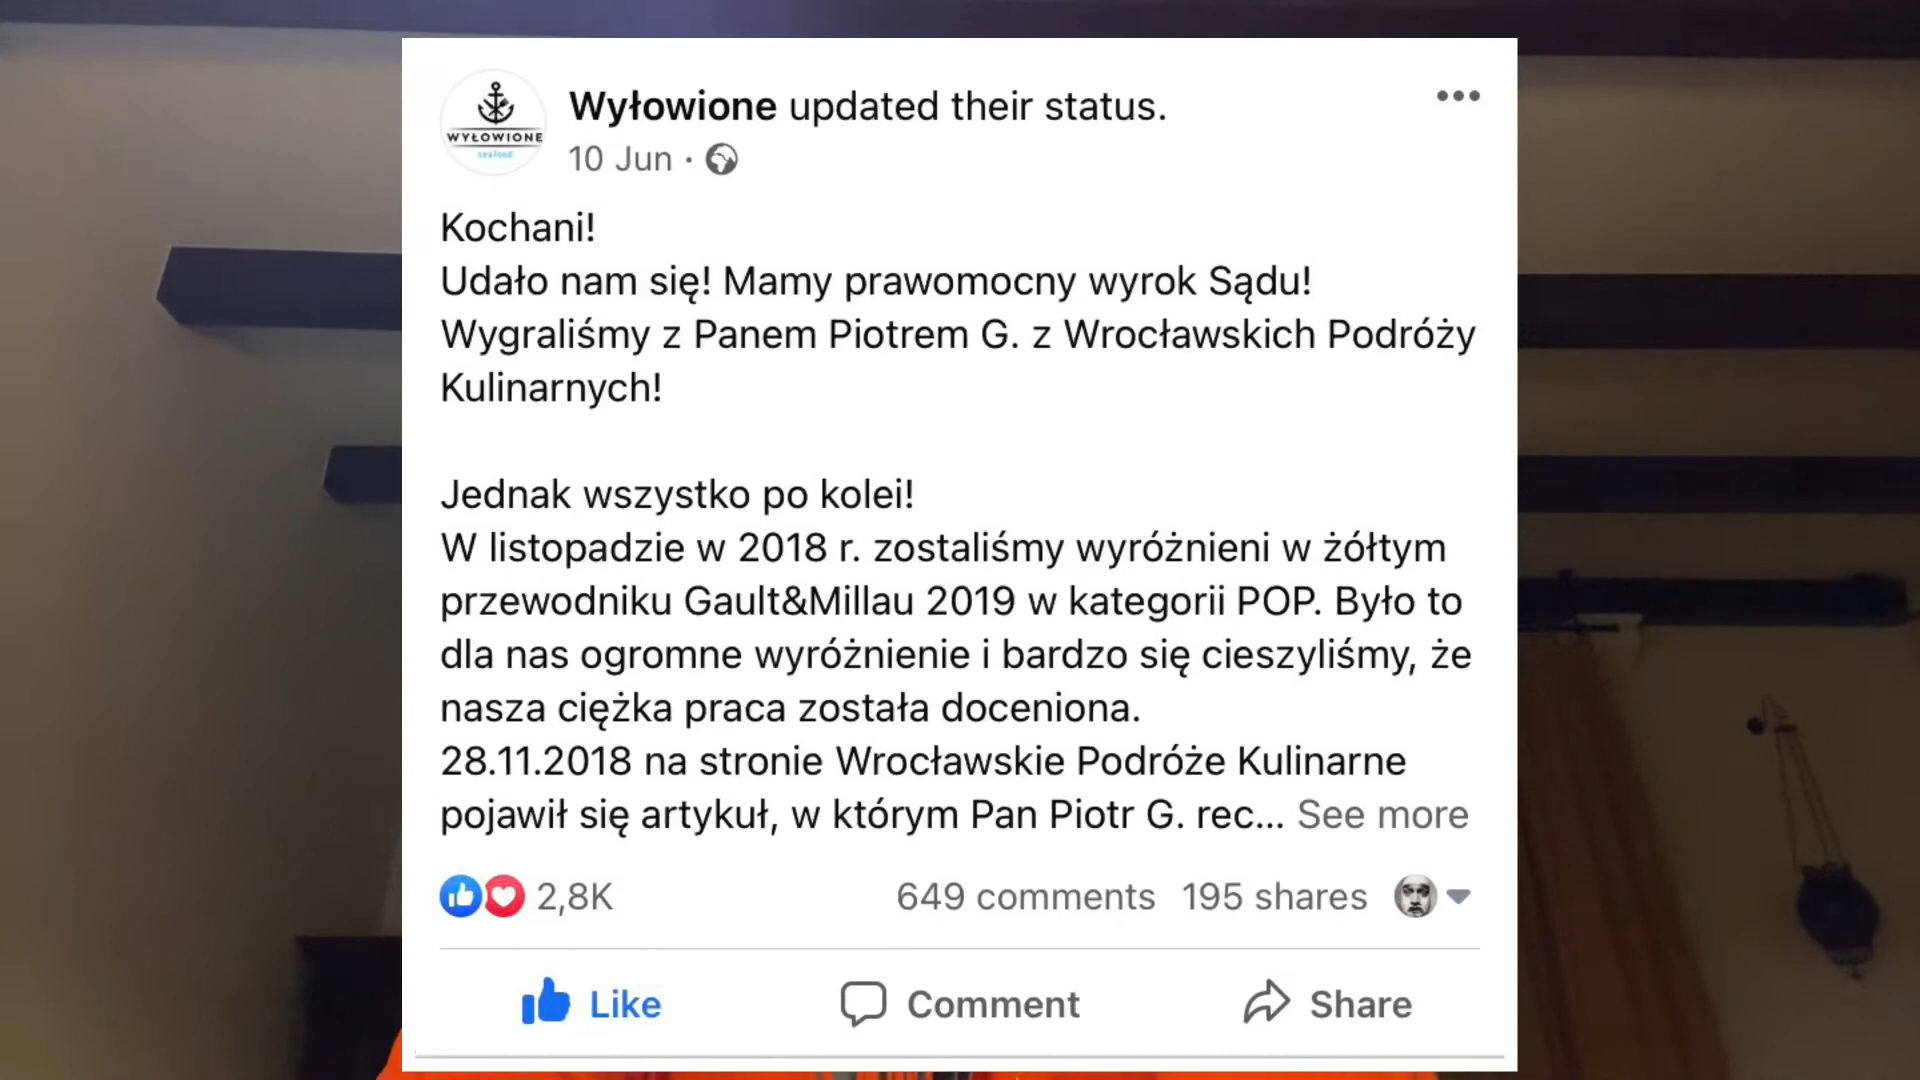 WYŁOWIONE
seafood
Wyłowione updated their status.
10 Jun ·
Kochani!
Udało nam się! Mamy prawomocny wyrok Sądu!
Wygraliśmy z Panem Piotrem G. z Wrocławskich Podróży
Kulinarnych!
Jednak wszystko po kolei!
W listopadzie w 2018 r. zostaliśmy wyróżnieni w żółtym
przewodniku Gault&Millau 2019 w kategorii POP. Było to
dla nas ogromne wyróżnienie i bardzo się cieszyliśmy, że
nasza ciężka praca została doceniona.
28.11.2018 na stronie Wrocławskie Podróże Kulinarne
pojawił się artykuł, w którym Pan Piotr G. rec... See more
2,8K 649 comments 195 shares
Like Comment Share